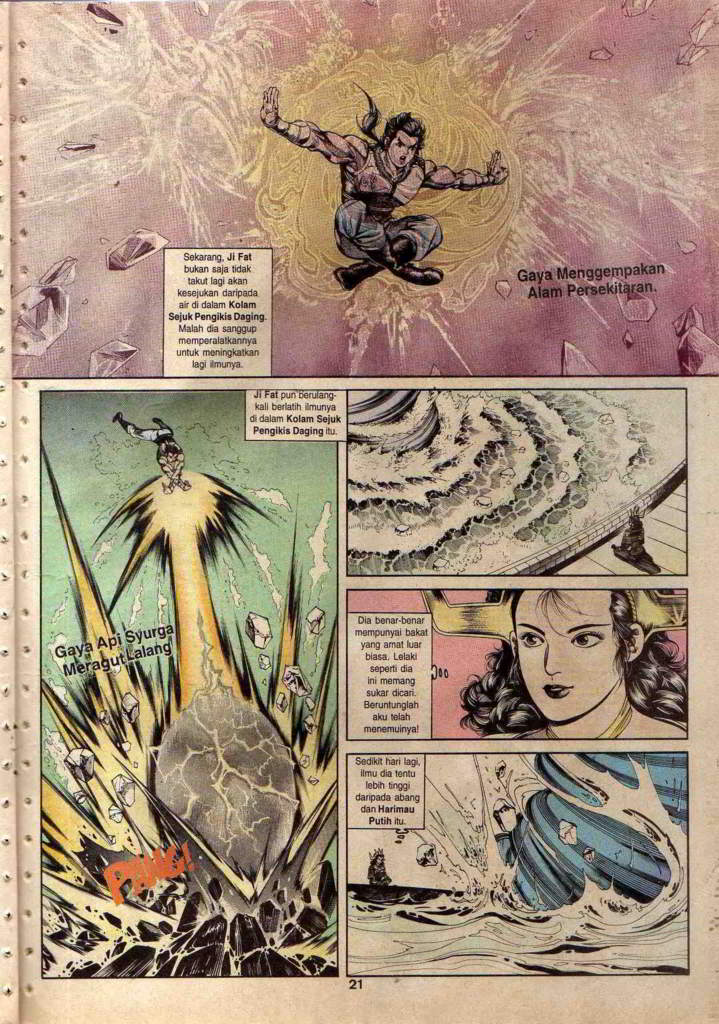 Sekarang, Ji Fat
bukan saja tidak
takut lagi akan
kesejukan daripada
air di dalam Kolam
Sejuk Pengikis Daging.
Malah dia sanggup
memperalatkannya
untuk meningkatkan
lagi ilmunya.
Gaya Menggempakan
Alam Persekitaran.
Ji Fat pun berulang-
kali berlatih ilmunya
di dalam Kolam Sejuk
Pengikis Daging itu.
Gaya Api Syurga
Meragut Lalang
PANG!
Dia benar-benar
mempunyai bakat
yang amat luar
biasa. Lelaki
seperti dia
ini memang
sukar dicari.
Beruntunglah
aku telah
menemuinya!
Sedikit hari lagi,
ilmu dia tentu
lebih tinggi
daripada abang
dan Harimau
Putih itu.
21